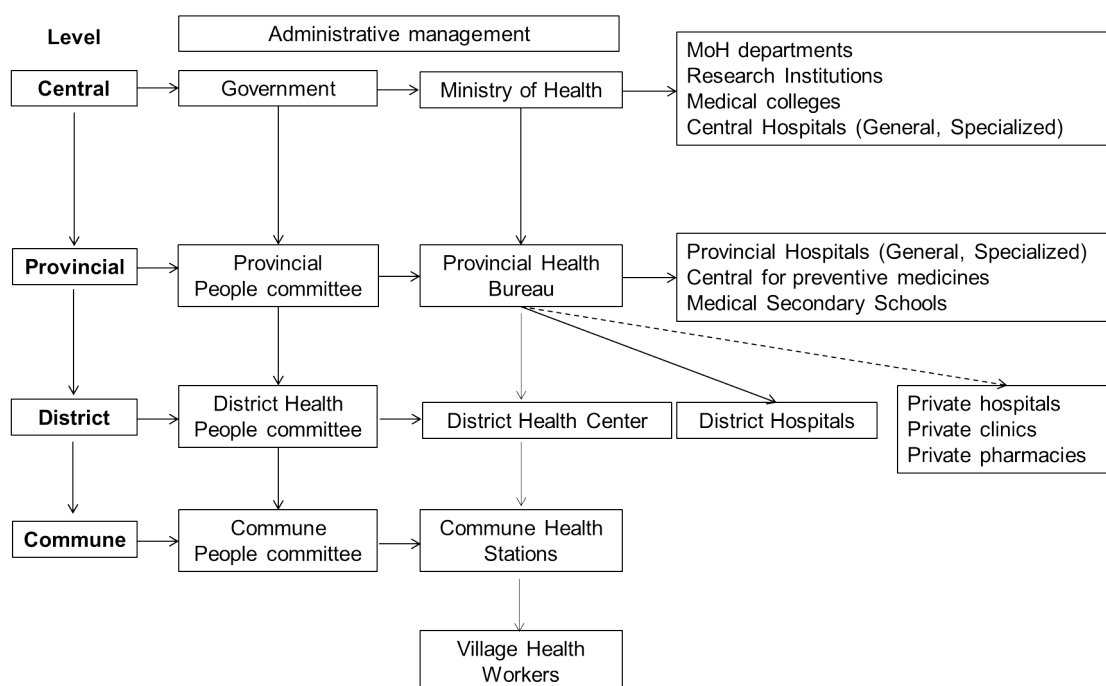 Level
Administrative management
Central
Government
Ministry of Health
MoH departments
Research Institutions
Medical colleges
Central Hospitals (General, Specialized)
Provincial
Provincial
People committee
Provincial Health
Bureau
Provincial Hospitals (General, Specialized)
Central for preventive medicines
Medical Secondary Schools
District
District Health
People committee
District Health Center
District Hospitals
Private hospitals
Private clinics
Private pharmacies
Commune
Commune
People committee
Commune Health
Stations
Village Health
Workers